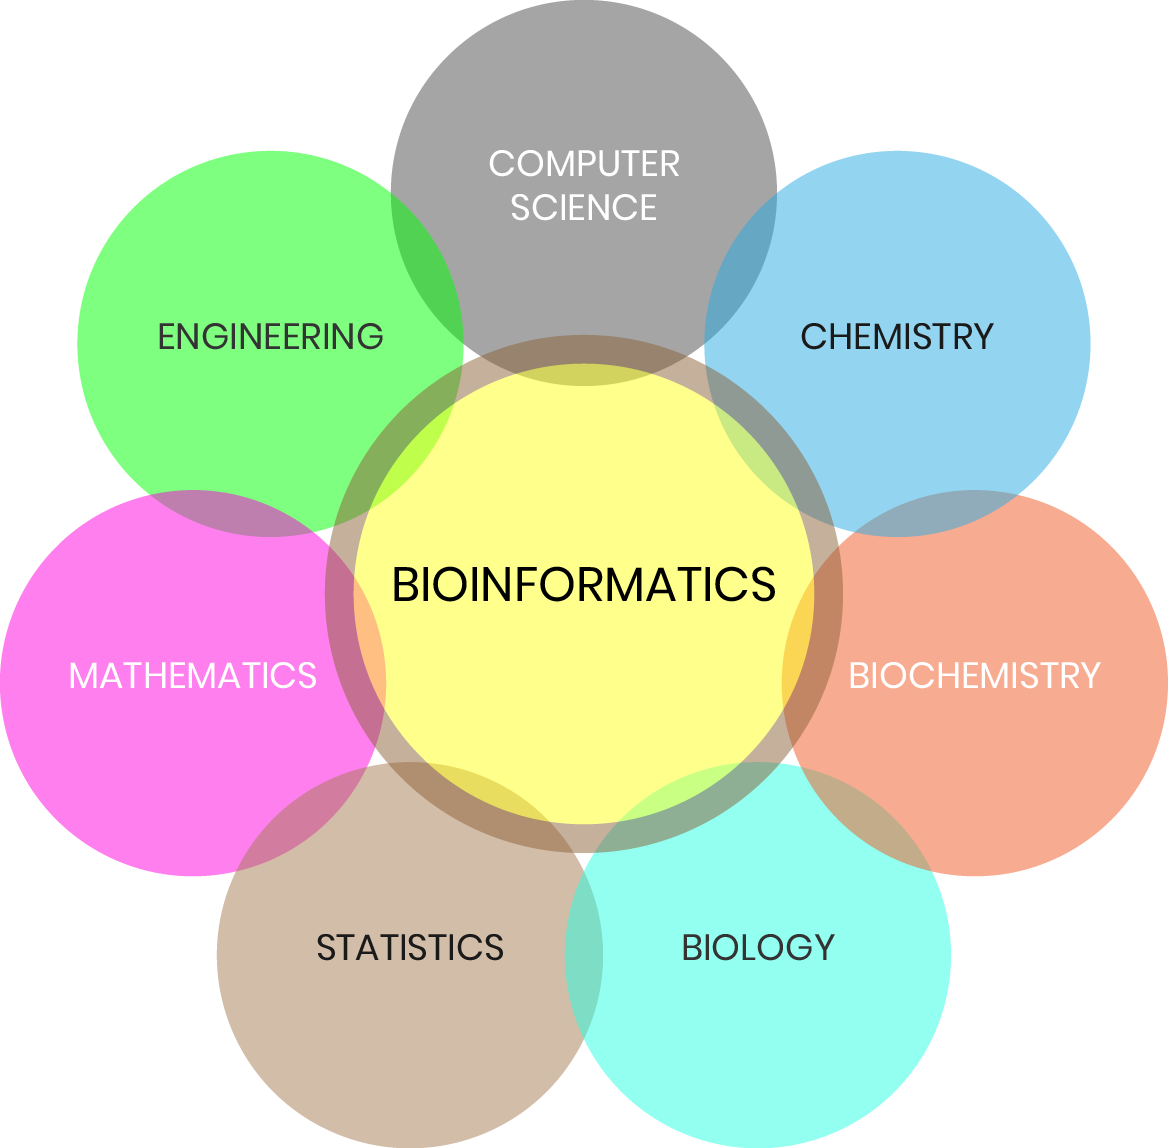 COMPUTER
SCIENCE
ENGINEERING
CHEMISTRY
BIOINFORMATICS
MATHEMATICS
BIOCHEMISTRY
STATISTICS
BIOLOGY